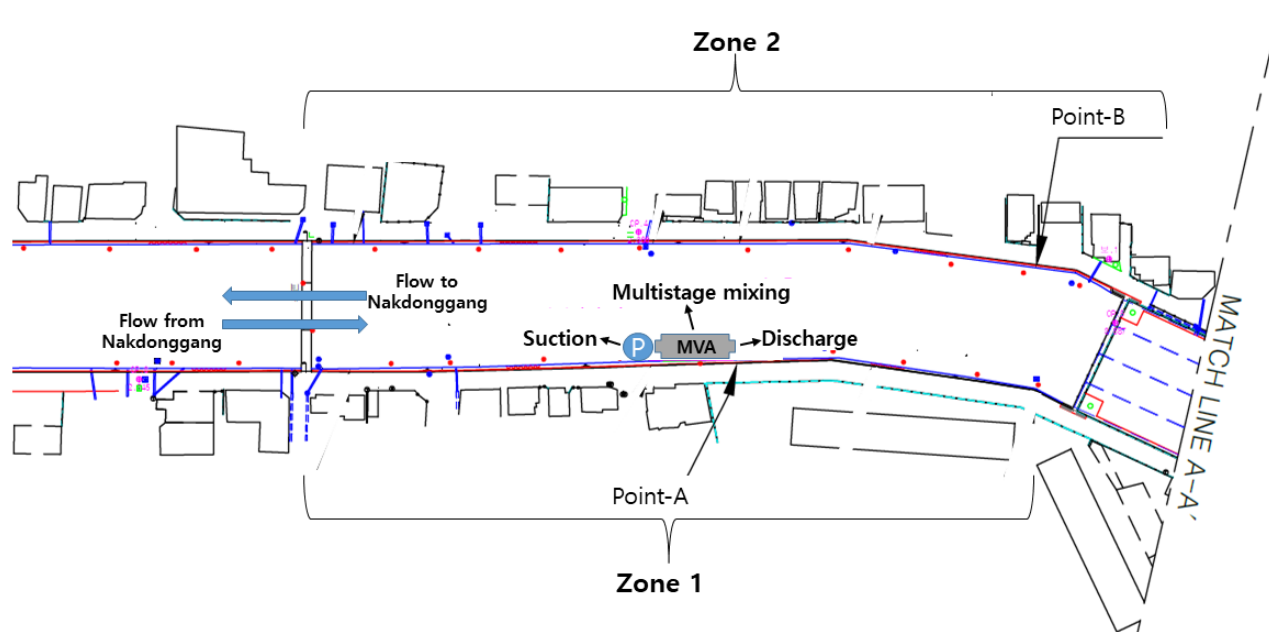 Zone 2
Point-B
Flow to
Nakdonggang
Multistage mixing
Flow from
Nakdonggang
Suction
P
MVA
Discharge
MATCH LINE A-A'
Point-A
Zone 1